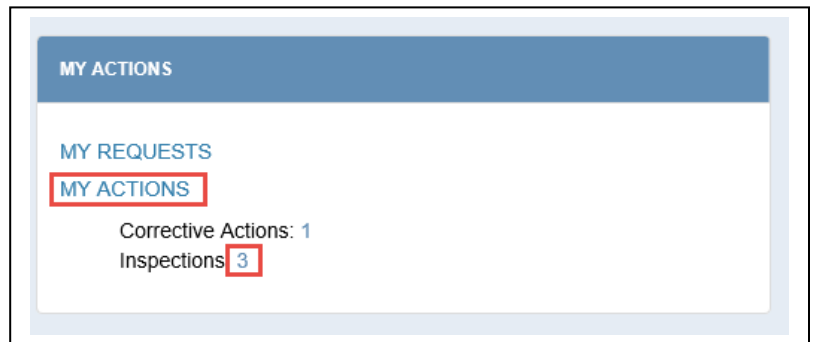 MY ACTIONS
MY REQUESTS
MY ACTIONS
Corrective Actions: 1
Inspections 3